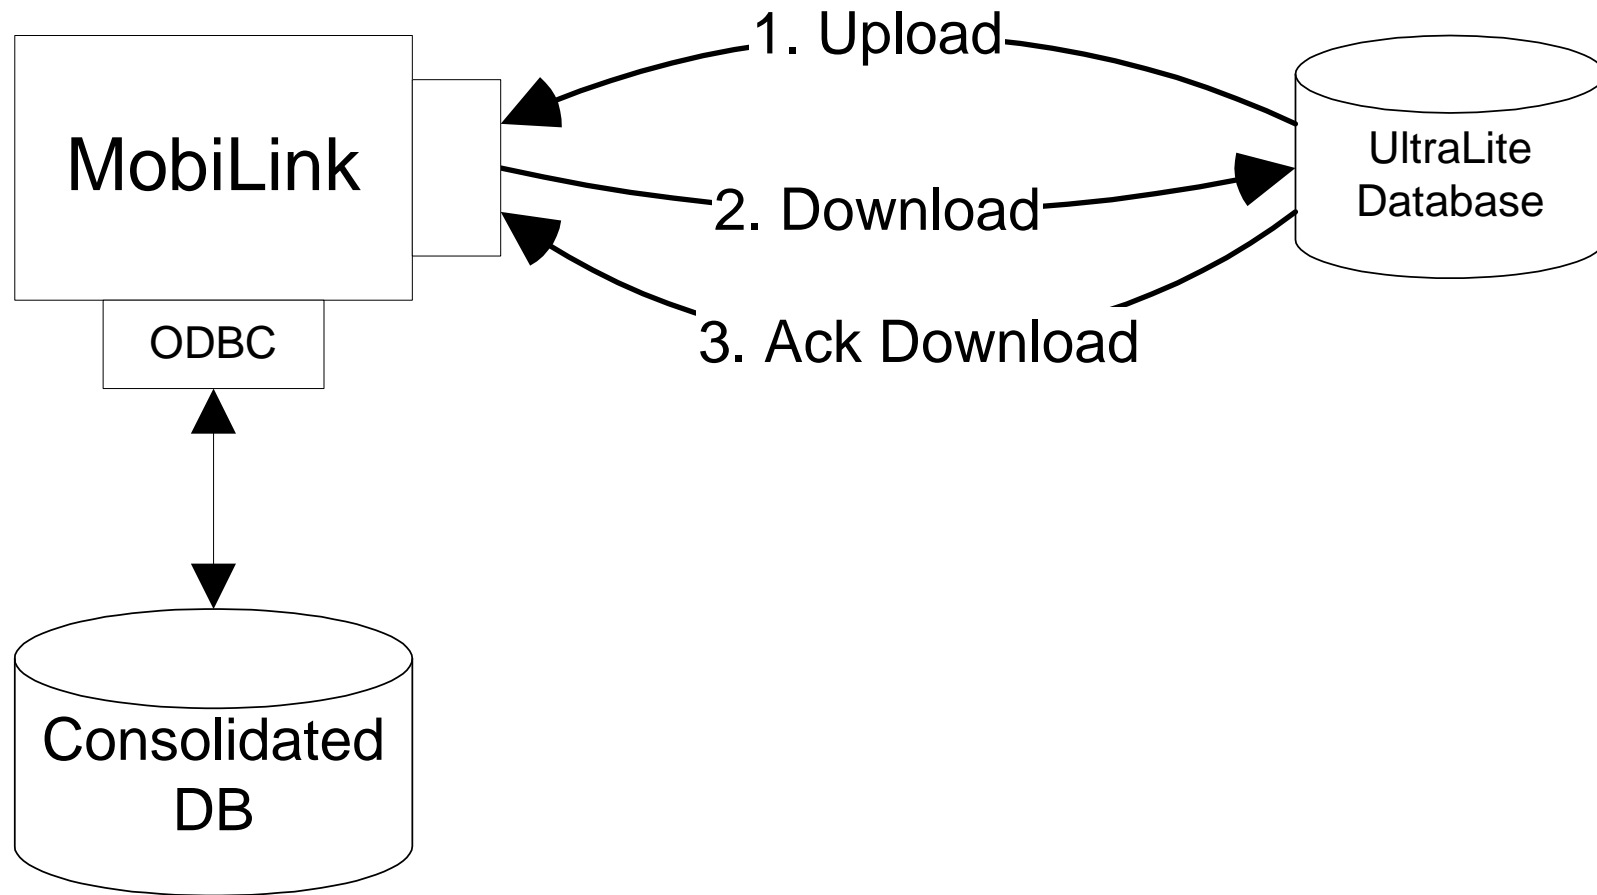 1. Upload
MobiLink
UltraLite
Database
2. Download
ODBC
3. Ack Download
Consolidated
DB